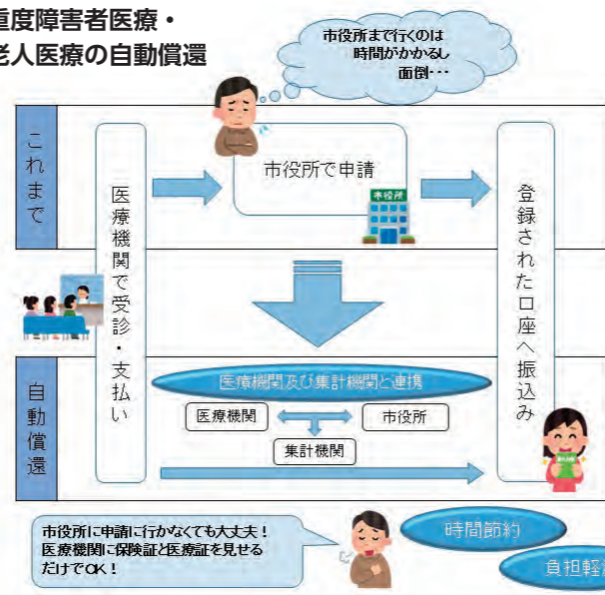 重度障害者医療・
老人医療の自動償還
市役所まで行くのは
時間がかかるし
面倒･･･
これまで
医療機関で受診・支払い
市役所で申請
市役所
登録された口座へ振込み
自動償還
医療機関及び集計機関と連携
医療機関
市役所
集計機関
市役所に申請に行かなくても大丈夫！
医療機関に保険証と医療証を見せる
だけでOK！
時間節約
負担軽